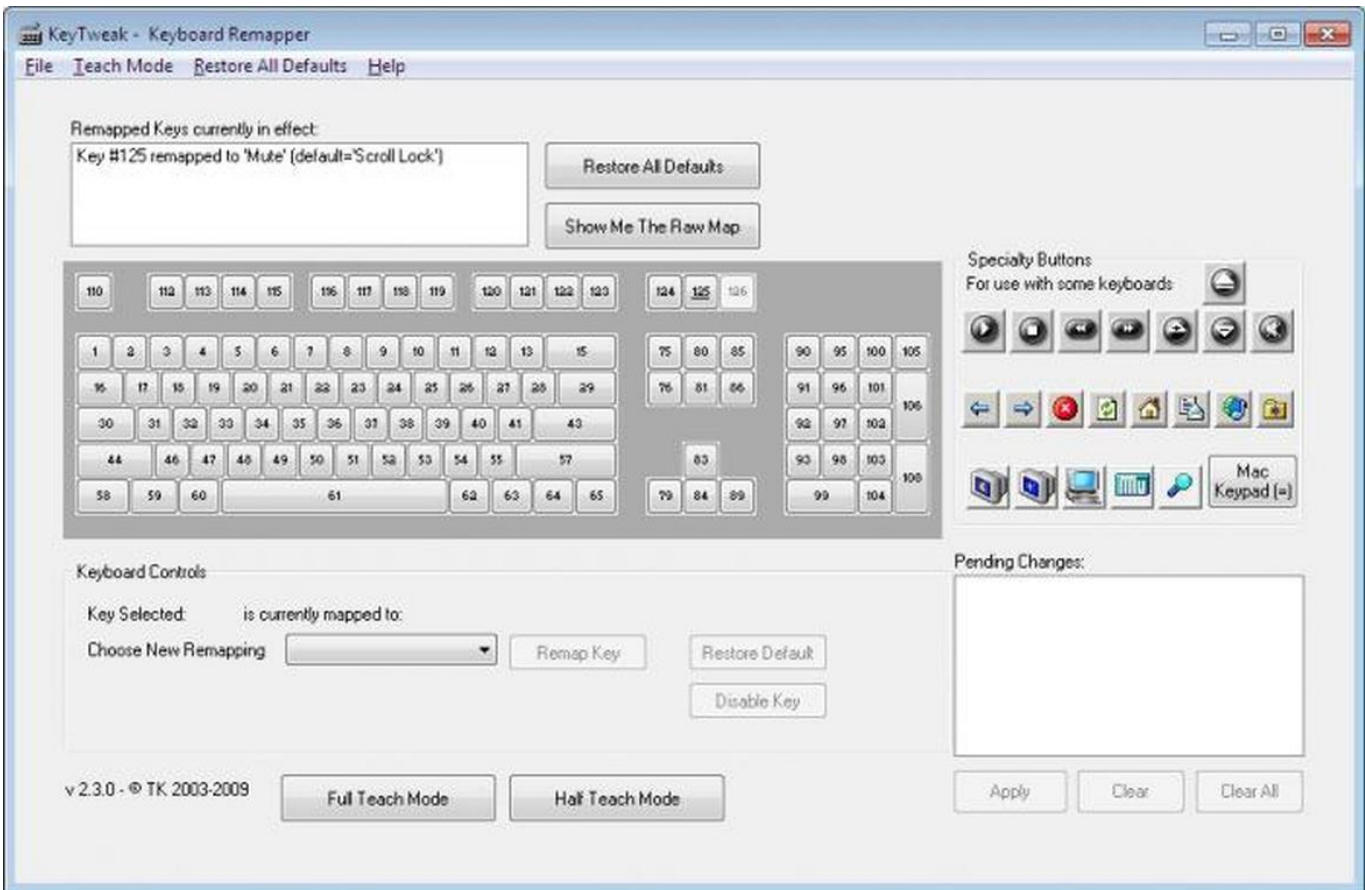 KeyTweak - Keyboard Remapper
File Teach Mode Restore All Defaults Help
Remapped Keys currently in effect:
Key #125 remapped to 'Mute' (default='Scroll Lock')
Restore All Defaults
Show Me The Raw Map
110 112 113 114 115 116 117 118 119 120 121 122 123 124 125 126
1 2 3 4 5 6 7 8 9 10 11 12 13 15 75 80 85 90 95 100 105
16 17 18 19 20 21 22 23 24 25 26 27 28 29 76 81 86 91 96 101
106
30 31 32 33 34 35 36 37 38 39 40 41 43 92 97 102
44 46 47 48 49 50 51 52 53 54 55 57 83 93 98 103
108
58 59 60 61 62 63 64 65 79 84 89 99 104
Specialty Buttons
For use with some keyboards
Mac
Keypad (=)
Keyboard Controls
Key Selected: is currently mapped to:
Choose New Remapping
Remap Key
Restore Default
Disable Key
Pending Changes:
v 2.3.0 - © TK 2003-2009
Full Teach Mode
Half Teach Mode
Apply
Clear
Clear All